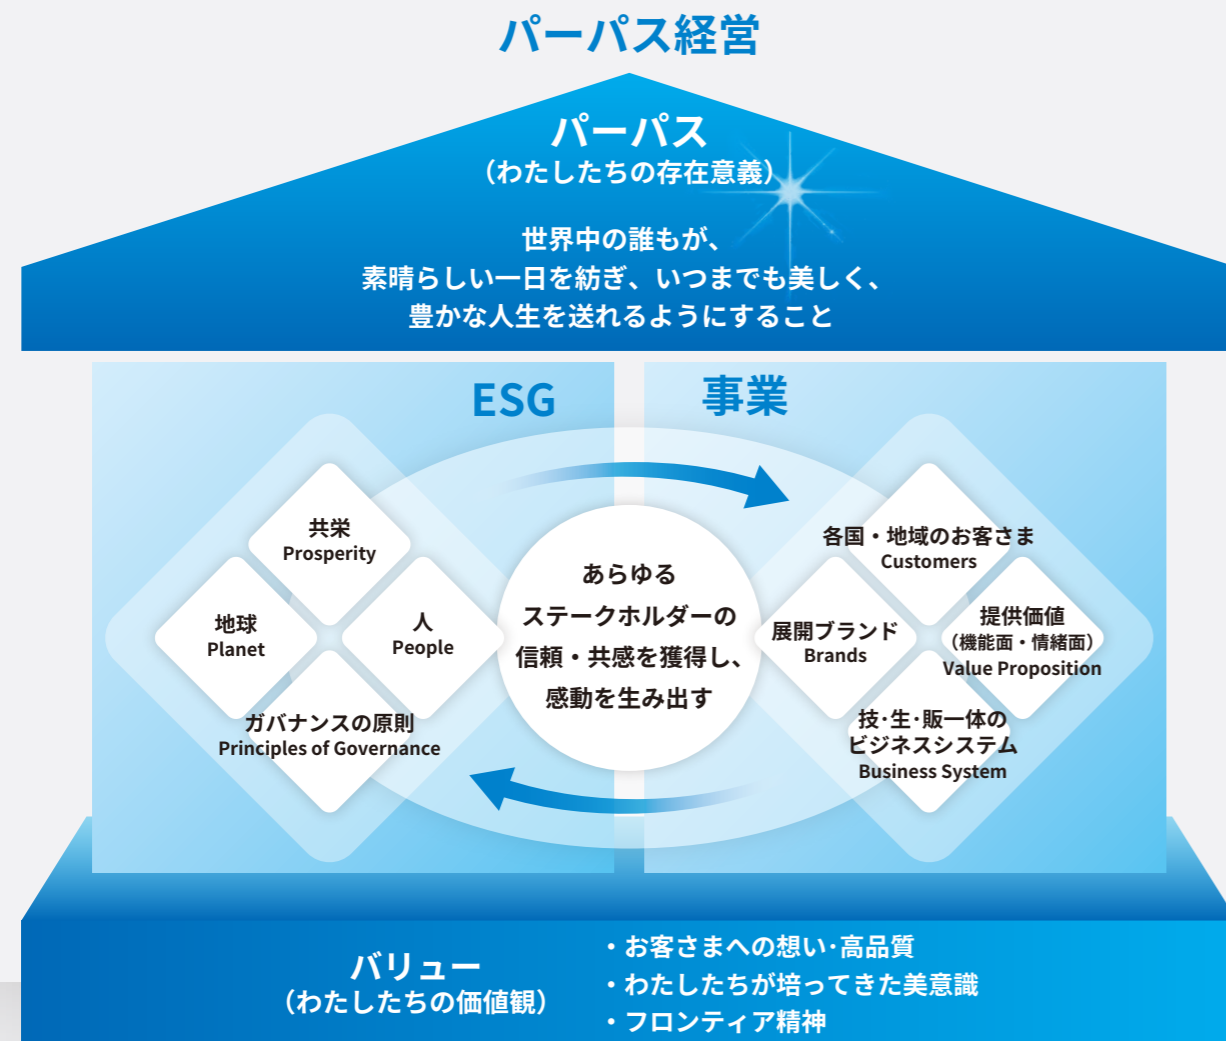 パーパス経営
パーパス
（わたしたちの存在意義）
世界中の誰もが、
素晴らしい一日を紡ぎ、いつまでも美しく、
豊かな人生を送れるようにすること
ESG
事業
共栄
Prosperity
地球
Planet
人
People
ガバナンスの原則
Principles of Governance
あらゆる
ステークホルダーの
信頼・共感を獲得し、
感動を生み出す
各国・地域のお客さま
Customers
展開ブランド
Brands
提供価値
（機能面・情緒面）
Value Proposition
技･生･販一体の
ビジネスシステム
Business System
バリュー
（わたしたちの価値観）
・お客さまへの想い･高品質
・わたしたちが培ってきた美意識
・フロンティア精神